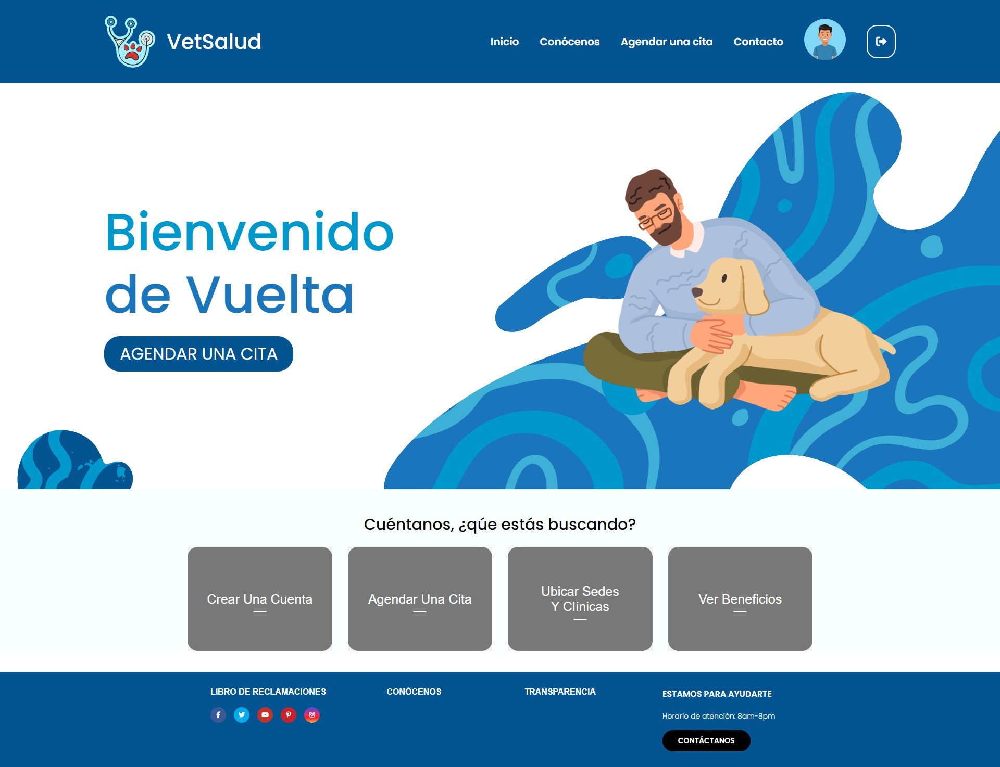 VetSalud
Inicio
Conócenos
Agendar una cita
Contacto
Bienvenido
de Vuelta
AGENDAR UNA CITA
Cuéntanos, ¿qúe estás buscando?
Crear Una Cuenta
Agendar Una Cita
Ubicar Sedes
Y Clínicas
Ver Beneficios
LIBRO DE RECLAMACIONES
CONÓCENOS
TRANSPARENCIA
ESTAMOS PARA AYUDARTE
Horario de atención: 8am-8pm
CONTÁCTANOS